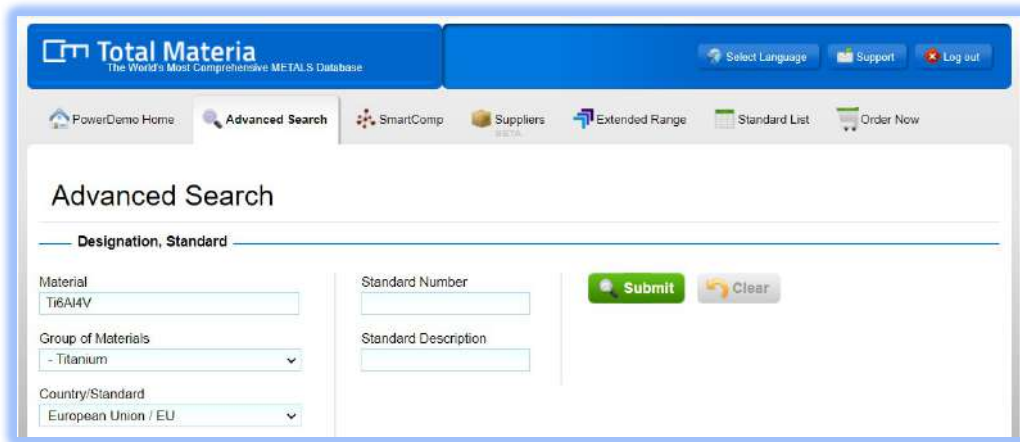 Total Materia
The World's Most Comprehensive METALS Database
Select Language
Support
Log out
PowerDemo Home
Advanced Search
SmartComp
Suppliers
BETA
Extended Range
Standard List
Order Now
Advanced Search
Designation, Standard
Material
Standard Number
Submit
Clear
Ti6Al4V
Group of Materials
Standard Description
- Titanium
Country/Standard
European Union / EU